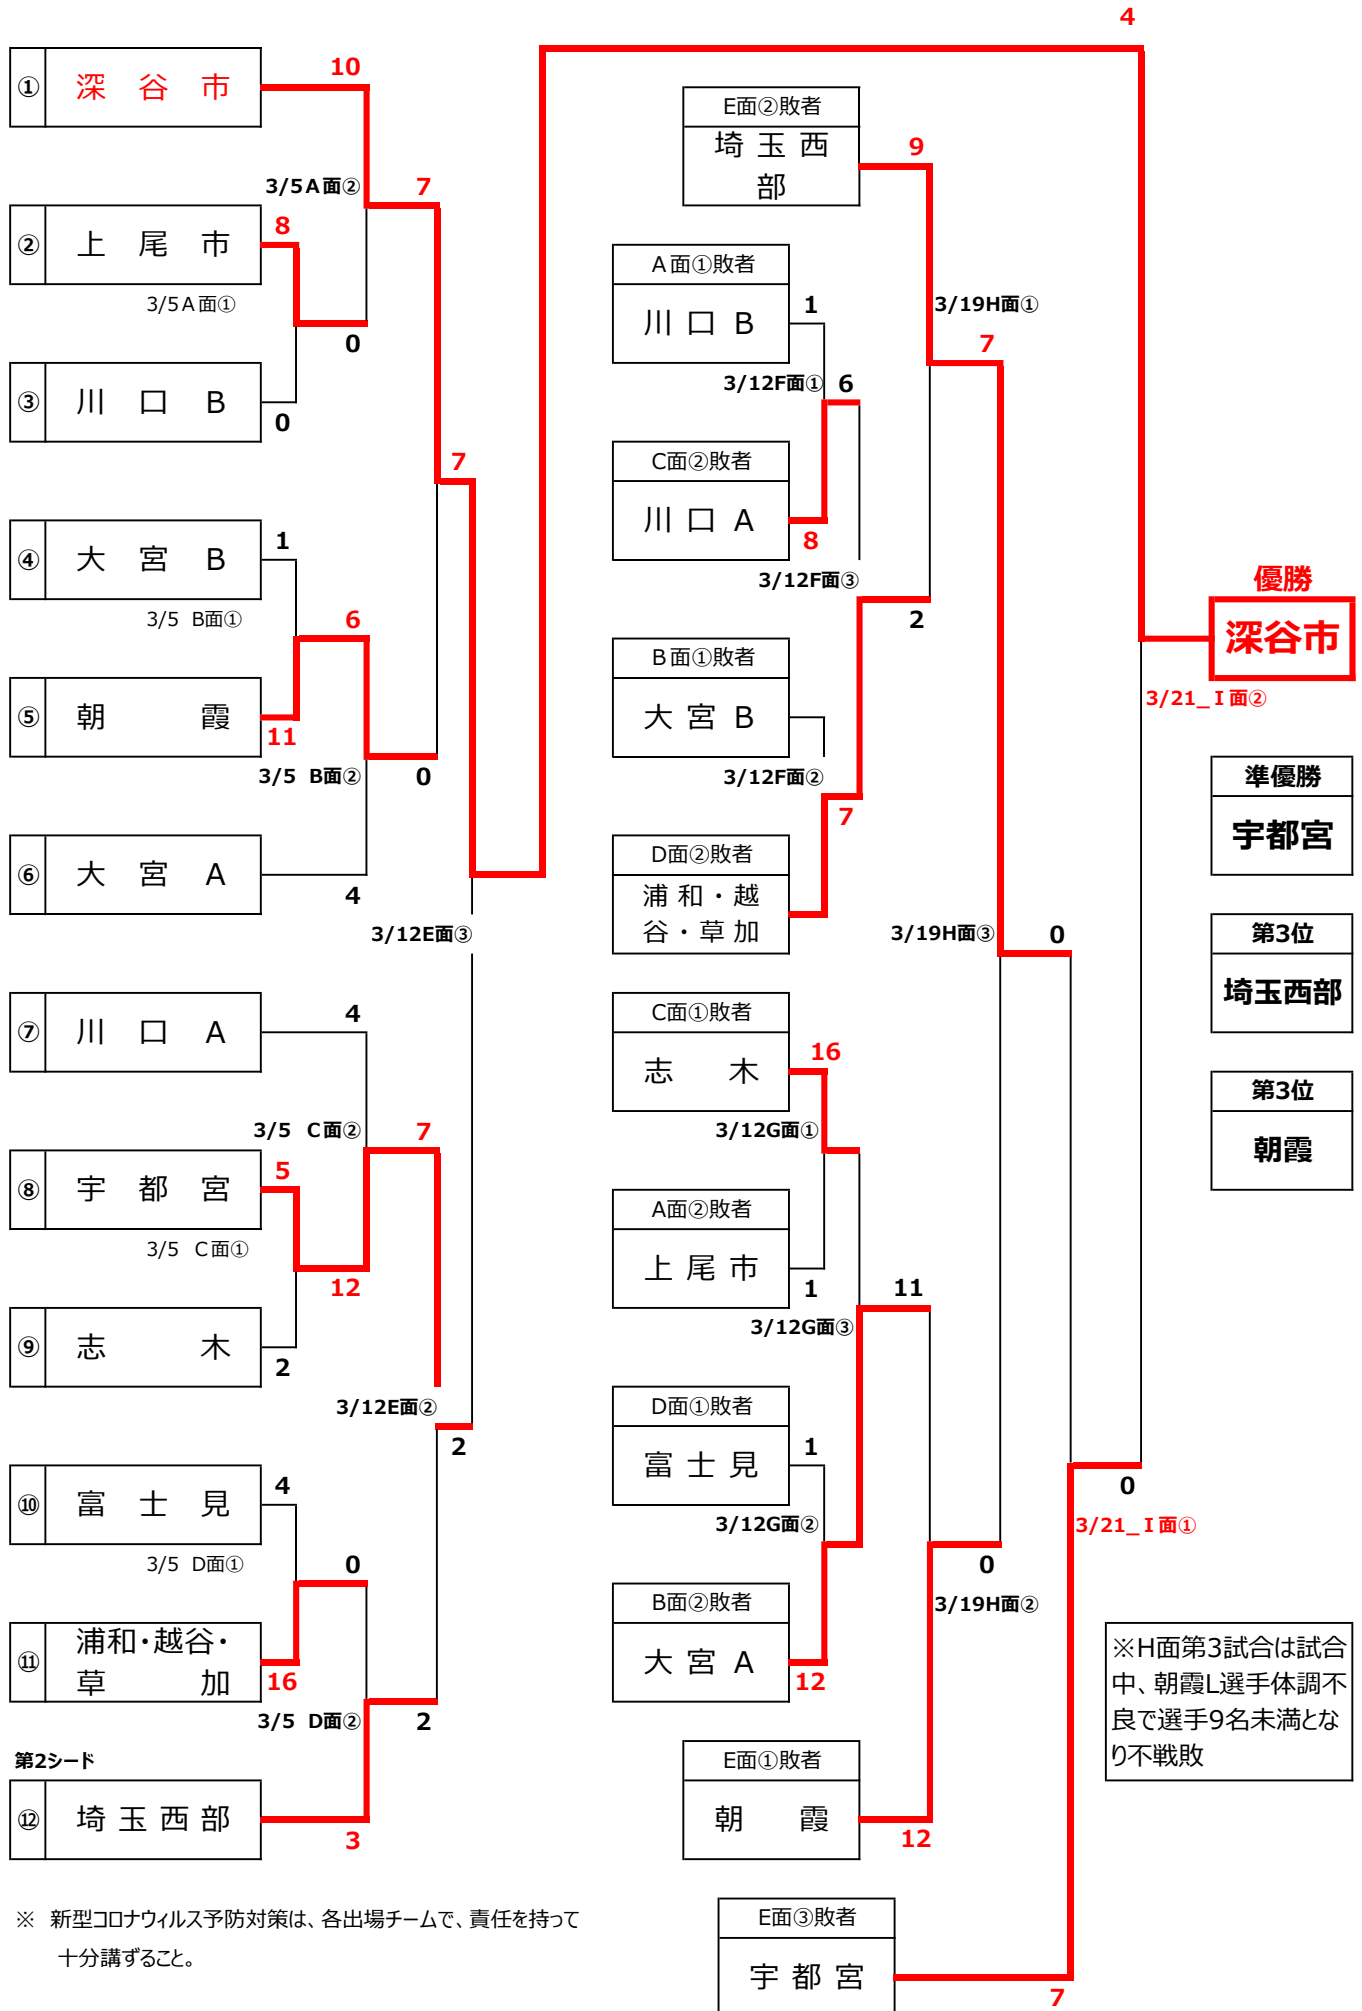 4
① 深 谷 市
10
3/5Ａ面②
7
② 上 尾 市
8
3/5Ａ面①
0
③ 川 口 B
0
7
④ 大 宮 B
1
3/5 B面①
6
⑤ 朝 霞
11
3/5 B面②
0
⑥ 大 宮 A
4
3/12E面③
⑦ 川 口 A
4
3/5 C面②
7
⑧ 宇 都 宮
5
3/5 C面①
12
⑨ 志 木
2
3/12E面②
2
⑩ 富 士 見
4
3/5 D面①
0
⑪ 浦和・越谷・
草 加
16
3/5 D面②
2
第2シード
⑫ 埼 玉 西 部
3
※ 新型コロナウィルス予防対策は、各出場チームで、責任を持って
十分講ずること。
E面②敗者
埼 玉 西
部
9
A面①敗者
川 口 B
1
3/19H面①
7
3/12F面①
6
C面②敗者
川 口 A
8
3/12F面③
2
B面①敗者
大 宮 B
3/12F面②
7
D面②敗者
浦 和 ・ 越
谷 ・ 草 加
3/19H面③
0
C面①敗者
志 木
16
3/12G面①
A面②敗者
上 尾 市
1
11
3/12G面③
D面①敗者
富 士 見
1
3/12G面②
0
3/19H面②
B面②敗者
大 宮 A
12
E面①敗者
朝 霞
12
E面③敗者
宇 都 宮
7
優勝
深谷市
3/21_Ｉ面②
準優勝
宇都宮
第3位
埼玉西部
第3位
朝霞
0
3/21_Ｉ面①
※H面第3試合は試合
中、朝霞L選手体調不
良で選手9名未満とな
り不戦敗